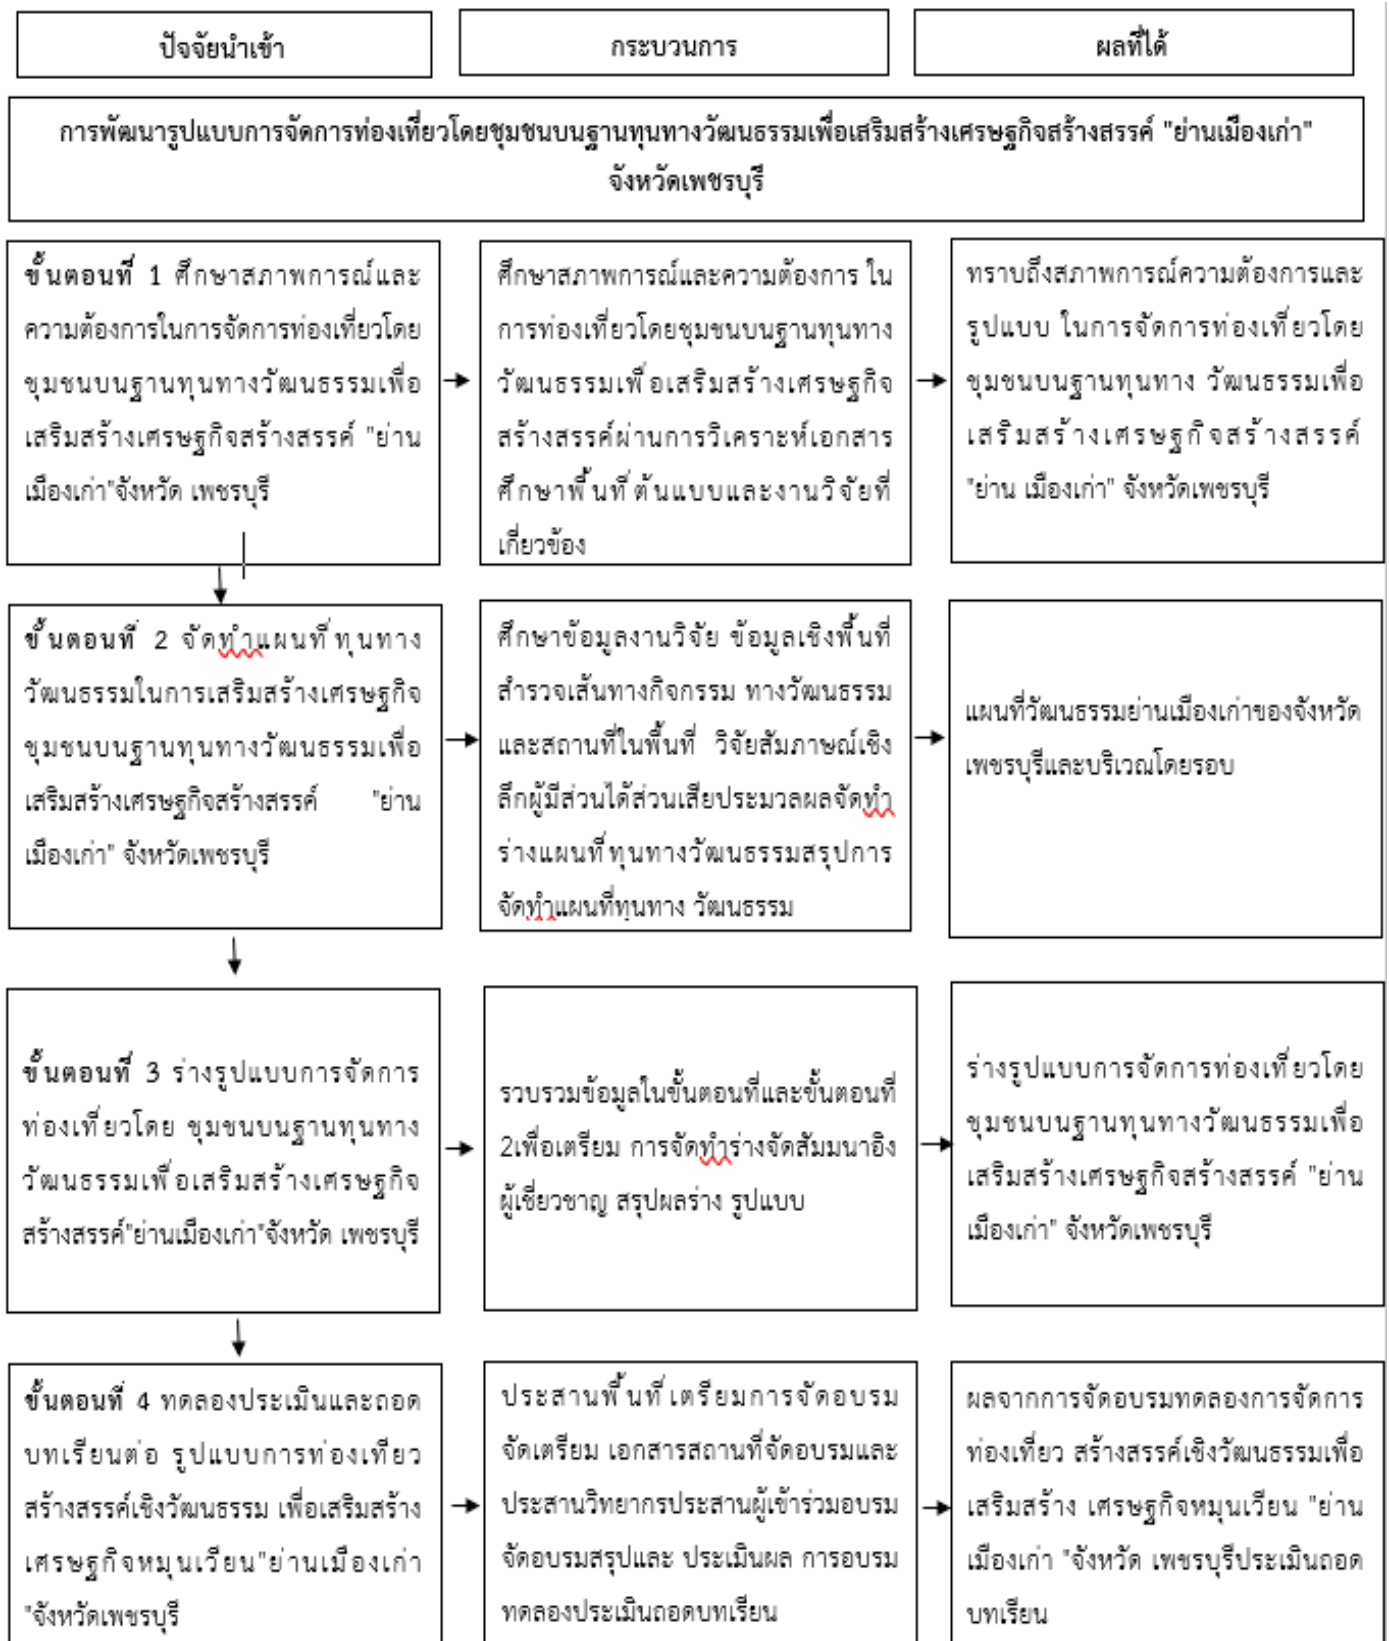 ปัจจัยนำเข้า
กระบวนการ
ผลที่ได้
การพัฒนารูปแบบการจัดการท่องเที่ยวโดยชุมชนบนฐานทุนทางวัฒนธรรมเพื่อเสริมสร้างเศรษฐกิจสร้างสรรค์ "ย่านเมืองเก่า"
จังหวัดเพชรบุรี
ขั้นตอนที่ 1 ศึกษาสภาพการณ์และ
ความต้องการในการจัดการท่องเที่ยวโดย
ชุมชนบนฐานทุนทางวัฒนธรรมเพื่อ
เสริมสร้างเศรษฐกิจสร้างสรรค์ "ย่าน
เมืองเก่า"จังหวัด เพชรบุรี
ศึกษาสภาพการณ์และความต้องการ ใน
การท่องเที่ยวโดยชุมชนบนฐานทุนทาง
วัฒนธรรมเพื่อเสริมสร้างเศรษฐกิจ
สร้างสรรค์ผ่านการวิเคราะห์เอกสาร
ศึกษาพื้นที่ต้นแบบและงานวิจัยที่
เกี่ยวข้อง
ทราบถึงสภาพการณ์ความต้องการและ
รูปแบบ ในการจัดการท่องเที่ยวโดย
ชุมชนบนฐานทุนทาง วัฒนธรรมเพื่อ
เสริมสร้างเศรษฐกิจสร้างสรรค์
"ย่าน เมืองเก่า" จังหวัดเพชรบุรี
ขั้นตอนที่ 2 จัดทำแผนที่ทุนทาง
วัฒนธรรมในการเสริมสร้างเศรษฐกิจ
ชุมชนบนฐานทุนทางวัฒนธรรมเพื่อ
เสริมสร้างเศรษฐกิจสร้างสรรค์ "ย่าน
เมืองเก่า" จังหวัดเพชรบุรี
ศึกษาข้อมูลงานวิจัย ข้อมูลเชิงพื้นที่
สำรวจเส้นทางกิจกรรม ทางวัฒนธรรม
และสถานที่ในพื้นที่ วิจัยสัมภาษณ์เชิง
ลึกผู้มีส่วนได้ส่วนเสียประมวลผลจัดทำ
ร่างแผนที่ทุนทางวัฒนธรรมสรุปการ
จัดทำแผนที่ทุนทาง วัฒนธรรม
แผนที่วัฒนธรรมย่านเมืองเก่าของจังหวัด
เพชรบุรีและบริเวณโดยรอบ
ขั้นตอนที่ 3 ร่างรูปแบบการจัดการ
ท่องเที่ยวโดย ชุมชนบนฐานทุนทาง
วัฒนธรรมเพื่อเสริมสร้างเศรษฐกิจ
สร้างสรรค์"ย่านเมืองเก่า"จังหวัด เพชรบุรี
รวบรวมข้อมูลในขั้นตอนที่และขั้นตอนที่
2เพื่อเตรียม การจัดทำร่างจัดสัมมนาอิง
ผู้เชี่ยวชาญ สรุปผลร่าง รูปแบบ
ร่างรูปแบบการจัดการท่องเที่ยวโดย
ชุมชนบนฐานทุนทางวัฒนธรรมเพื่อ
เสริมสร้างเศรษฐกิจสร้างสรรค์ "ย่าน
เมืองเก่า" จังหวัดเพชรบุรี
ขั้นตอนที่ 4 ทดลองประเมินและถอด
บทเรียนต่อ รูปแบบการท่องเที่ยว
สร้างสรรค์เชิงวัฒนธรรม เพื่อเสริมสร้าง
เศรษฐกิจหมุนเวียน"ย่านเมืองเก่า
"จังหวัดเพชรบุรี
ประสานพื้นที่เตรียมการจัดอบรม
จัดเตรียม เอกสารสถานที่จัดอบรมและ
ประสานวิทยากรประสานผู้เข้าร่วมอบรม
จัดอบรมสรุปและ ประเมินผล การอบรม
ทดลองประเมินถอดบทเรียน
ผลจากการจัดอบรมทดลองการจัดการ
ท่องเที่ยว สร้างสรรค์เชิงวัฒนธรรมเพื่อ
เสริมสร้าง เศรษฐกิจหมุนเวียน "ย่าน
เมืองเก่า "จังหวัด เพชรบุรีประเมินถอด
บทเรียน